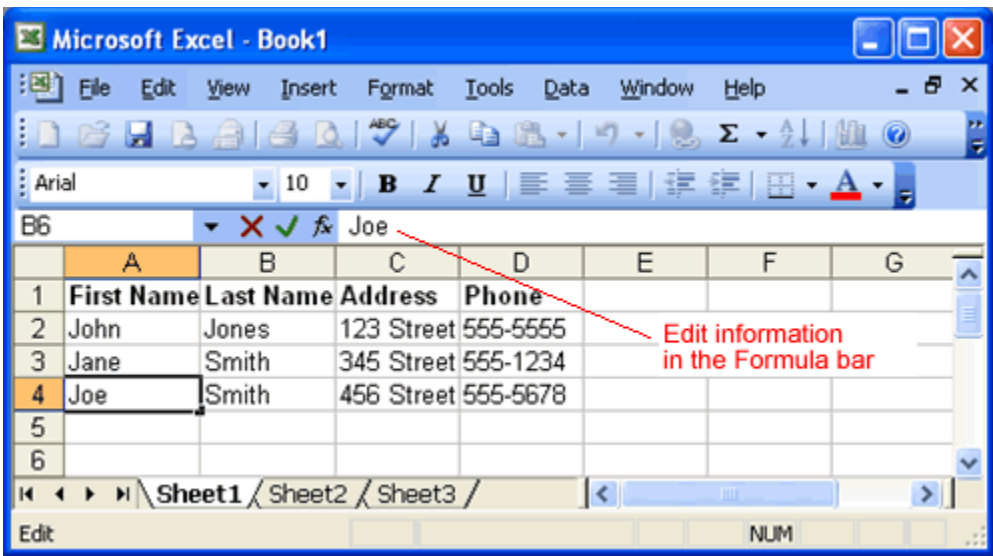 Microsoft Excel - Book1
File Edit View Insert Format Tools Data Window Help
ABC Σ A Z
Arial 10 B I U A
B6 fx Joe
A B C D E F G
1 First Name Last Name Address Phone
2 John Jones 123 Street 555-5555
3 Jane Smith 345 Street 555-1234
4 Joe Smith 456 Street 555-5678
5
6
Edit information
in the Formula bar
Sheet1 Sheet2 Sheet3
Edit NUM